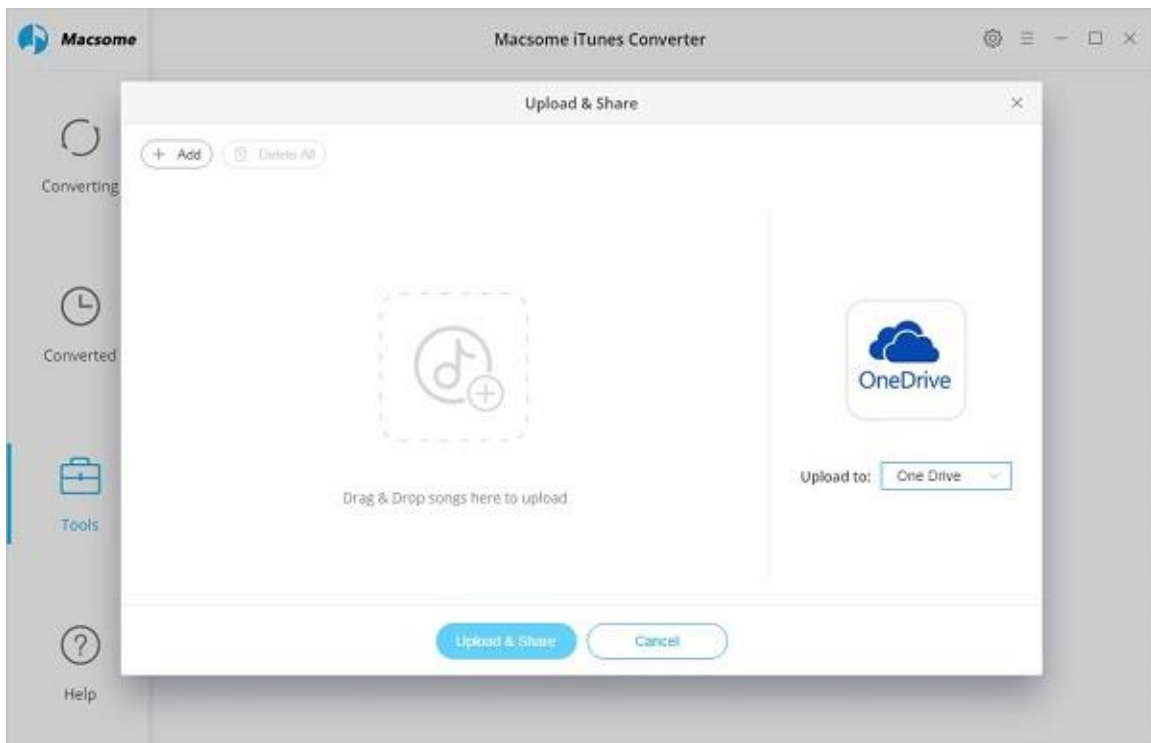 Macsome
Macsome iTunes Converter
Upload & Share
+ Add
Delete All
Converting
Converted
OneDrive
Upload to: One Drive
Drag & Drop songs here to upload
Tools
Upload & Share
Cancel
Help